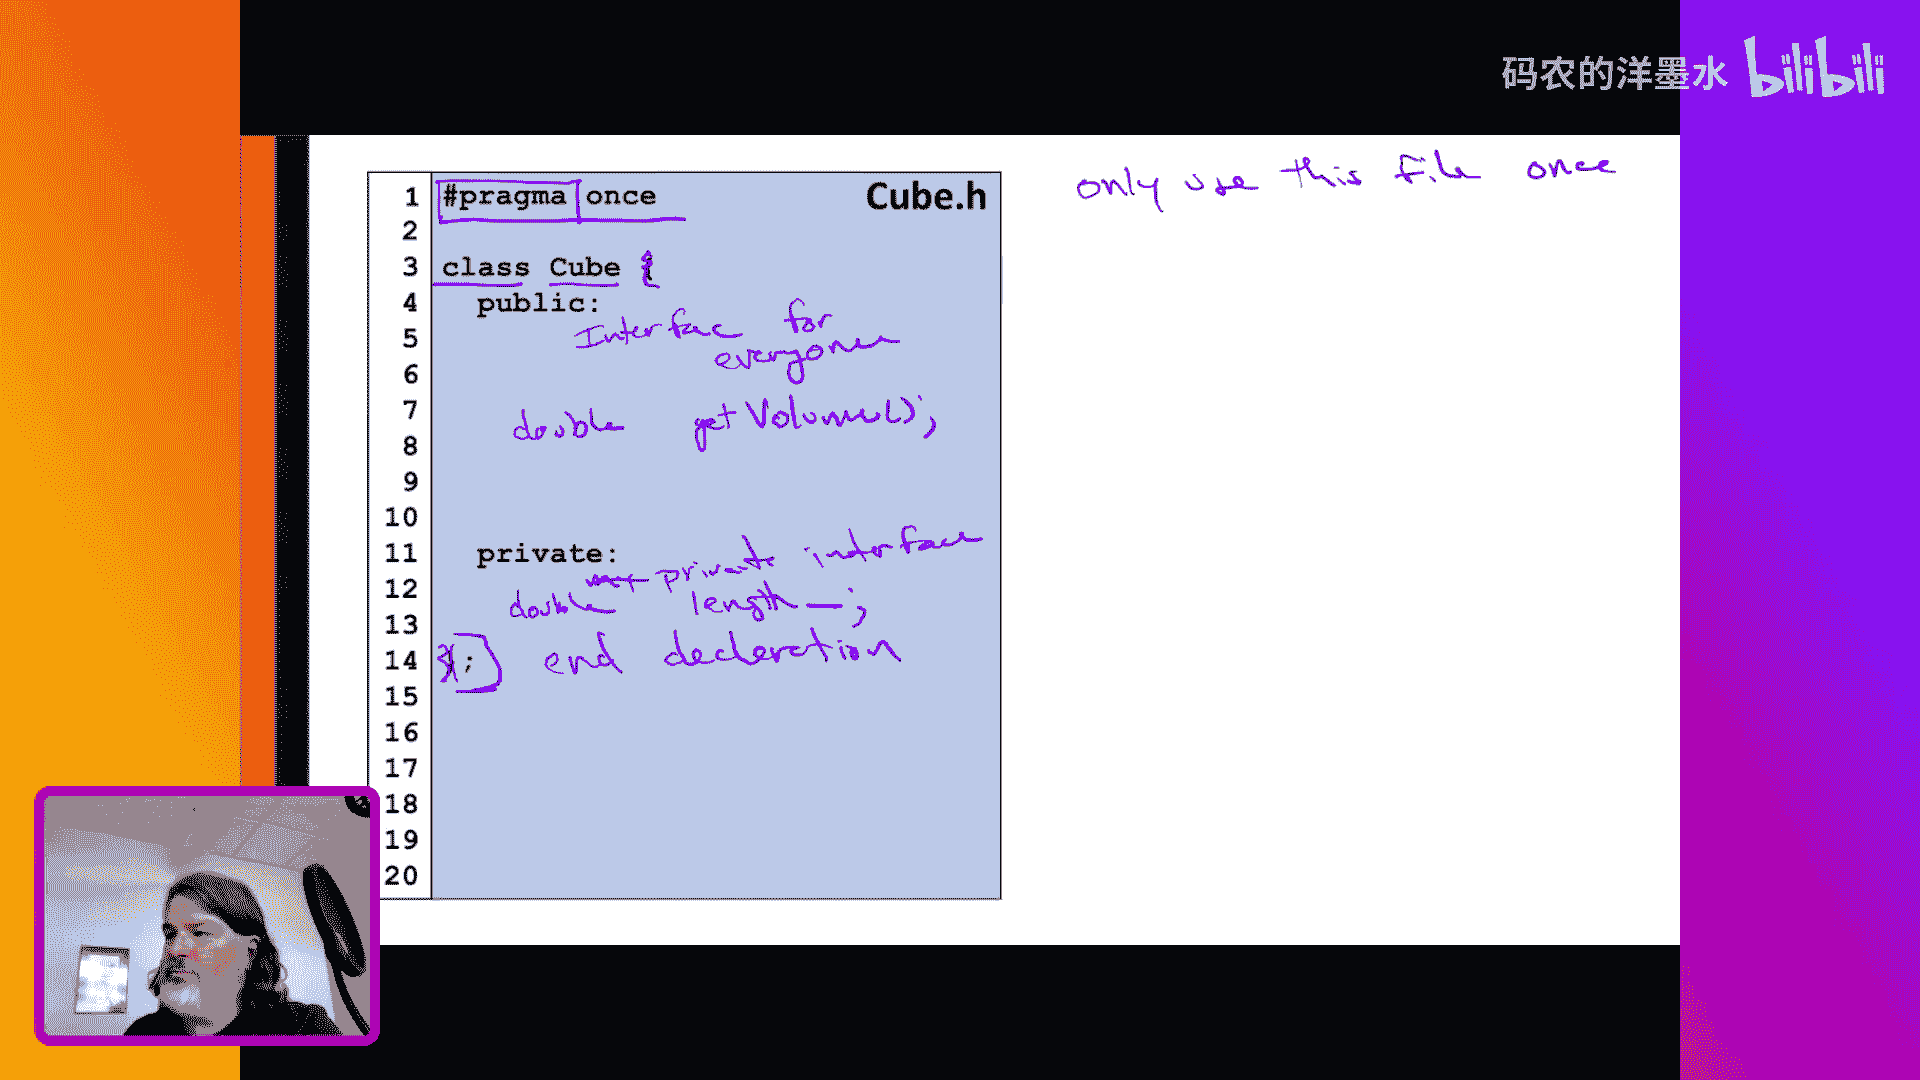 码农的洋墨水 bilibili
only use this file once
Cube.h
1 #pragma once
2
3 class Cube {
4 public:
5 Interfac for
everyone
6
7 double getVolume();
8
9
10
11 private:
private interface
12
double length_;
13
14 }; end decleration
15
16
17
18
19
20